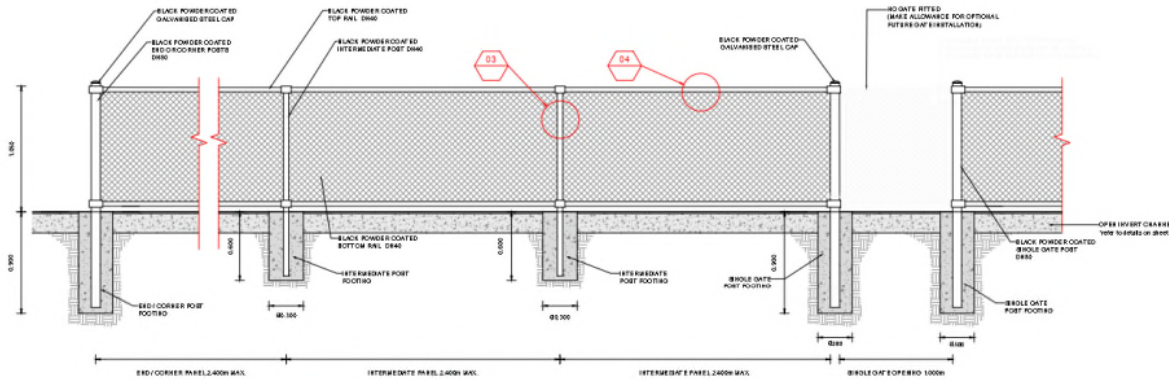 BLACK POWDER COATED
GALVANISED STEEL CAP
BLACK POWDER COATED
TOP RAIL DN40
NO GATE FITTED
(MAKE ALLOWANCE FOR OPTIONAL
FUTURE GATE INSTALLATION)
BLACK POWDER COATED
END OR CORNER POSTS
DN50
BLACK POWDER COATED
INTERMEDIATE POST DN40
BLACK POWDER COATED
GALVANISED STEEL CAP
03
04
1.050
0.900
0.600
0.600
0.900
OPEN INVERT CHANNE
BLACK POWDER COATED
BOTTOM RAIL DN40
BLACK POWDER COATED
SINGLE GATE POST
DN50
INTERMEDIATE POST
FOOTING
INTERMEDIATE
POST FOOTING
SINGLE GATE
POST FOOTING
END / CORNER POST
FOOTING
SINGLE GATE
POST FOOTING
Ø0.300
Ø0.300
END / CORNER PANEL 2.400m MAX.
INTERMEDIATE PANEL 2.400m MAX.
INTERMEDIATE PANEL 2.400m MAX.
SINGLE GATE OPENING 1.000m